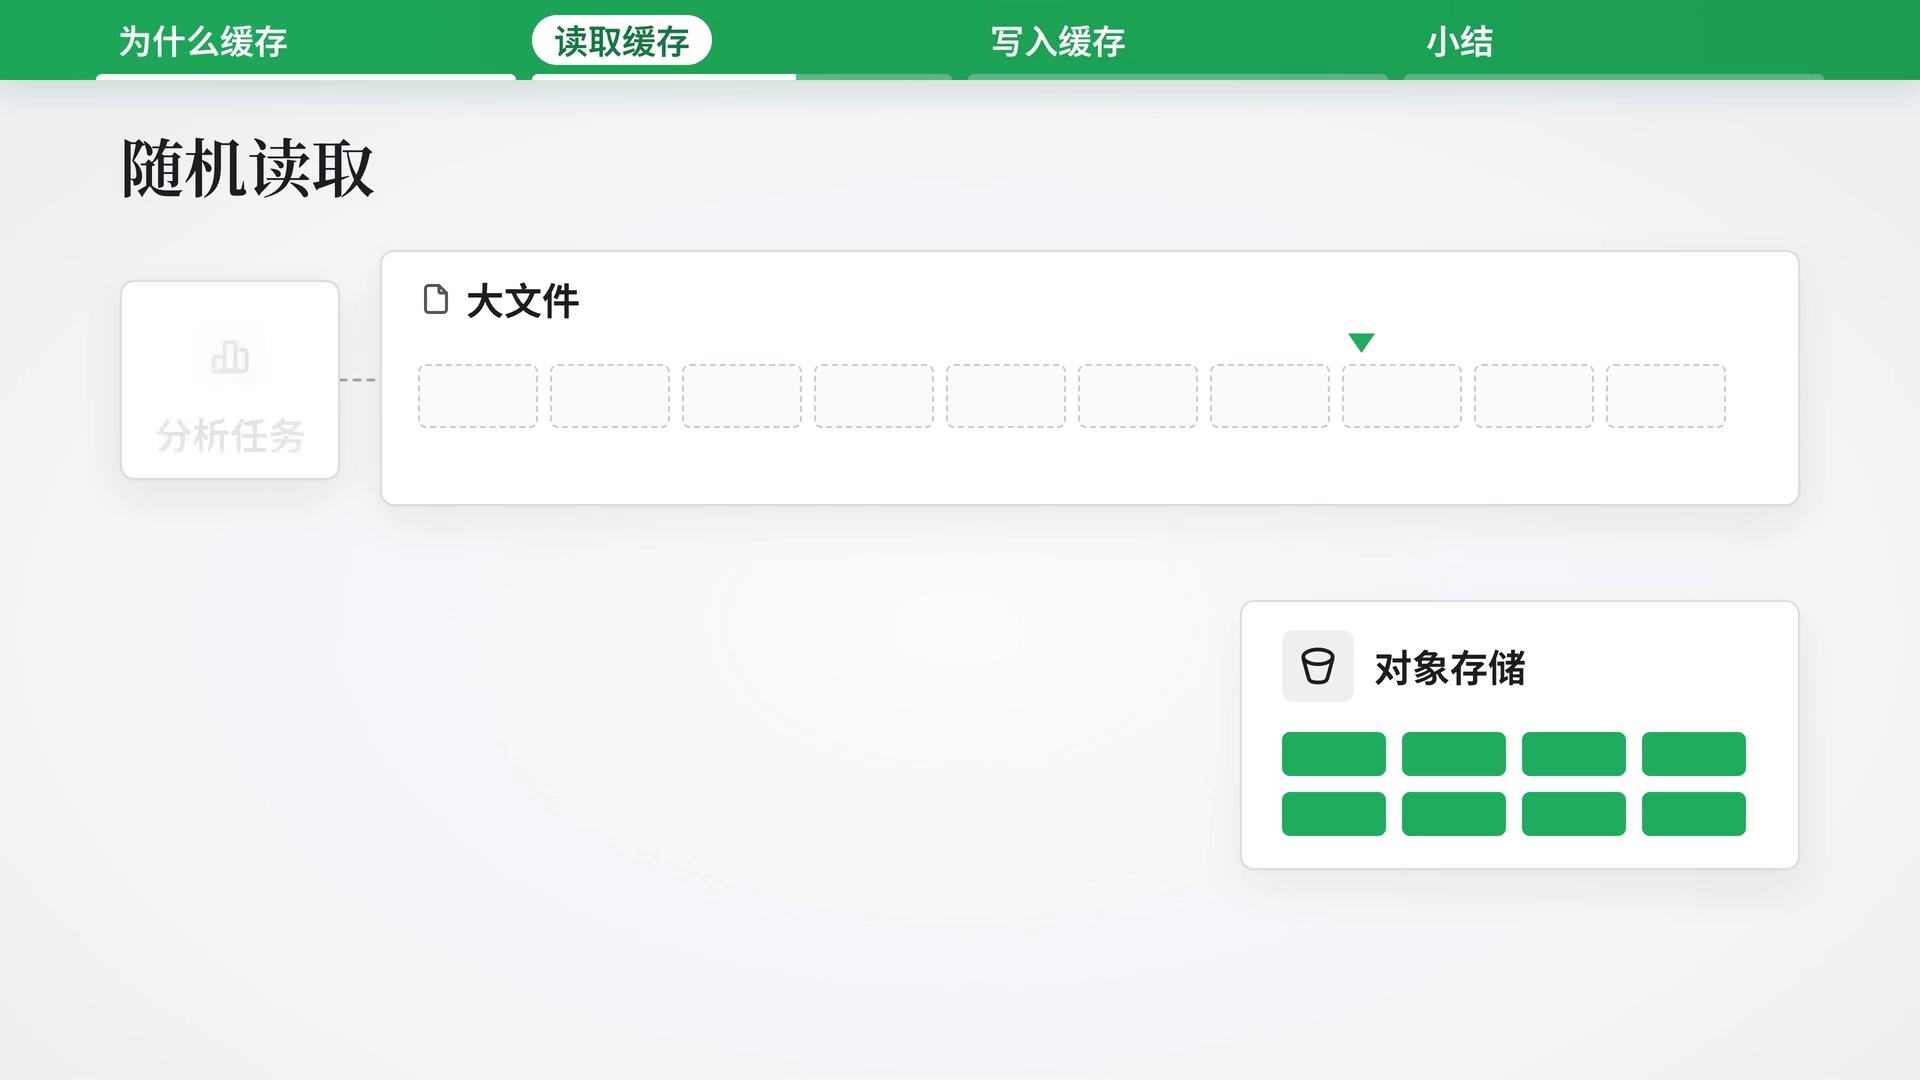 为什么缓存
读取缓存
写入缓存
小结
随机读取
大文件
分析任务
对象存储